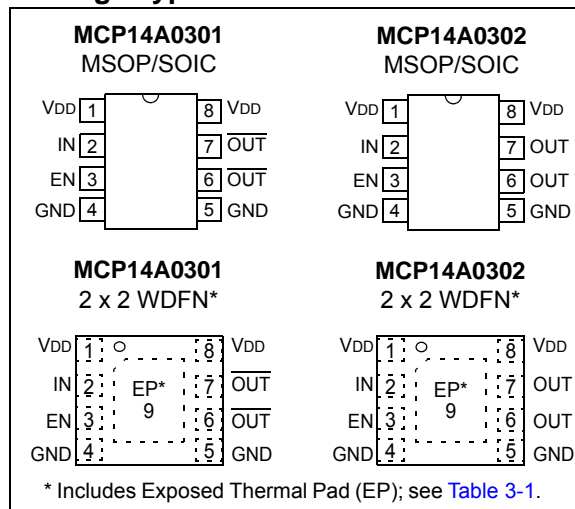 MCP14A0301 MCP14A0302
MSOP/SOIC MSOP/SOIC
VDD 1 8 VDD VDD 1 8 VDD
IN 2 7 OUT IN 2 7 OUT
EN 3 6 OUT EN 3 6 OUT
GND 4 5 GND GND 4 5 GND
MCP14A0301 MCP14A0302
2 x 2 WDFN* 2 x 2 WDFN*
VDD 1 8 VDD VDD 1 8 VDD
IN 2 EP* 7 OUT IN 2 EP* 7 OUT
EN 3 9 6 OUT EN 3 9 6 OUT
GND 4 5 GND GND 4 5 GND
* Includes Exposed Thermal Pad (EP); see Table 3-1.